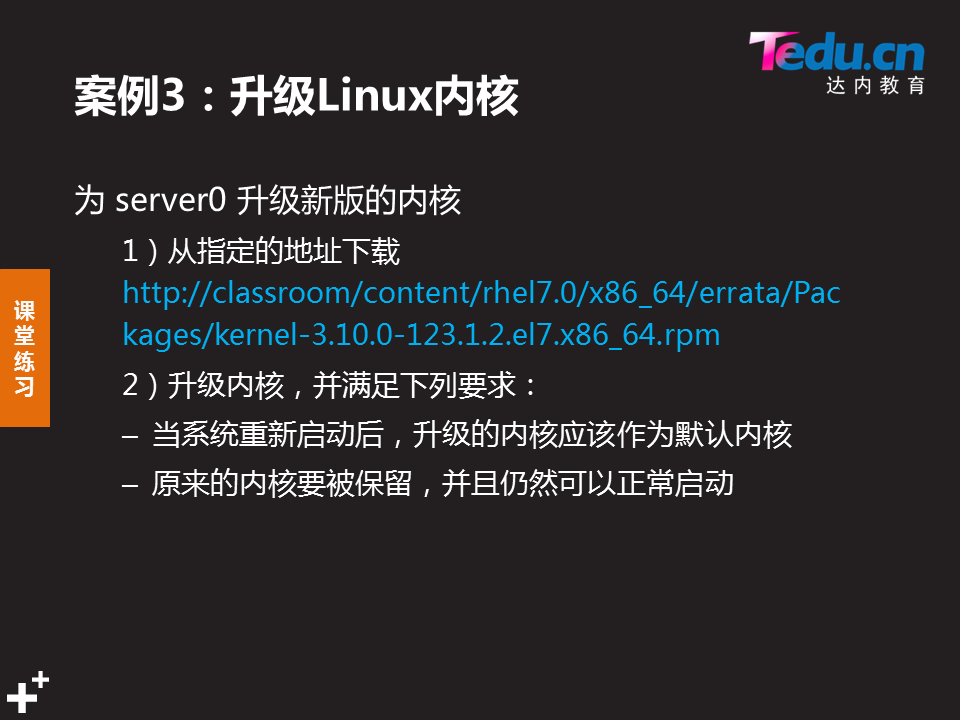 Tedu.cn
达内教育
案例3：升级Linux内核
为 server0 升级新版的内核
1）从指定的地址下载
http://classroom/content/rhel7.0/x86_64/errata/Pac
kages/kernel-3.10.0-123.1.2.el7.x86_64.rpm
2）升级内核，并满足下列要求：
– 当系统重新启动后，升级的内核应该作为默认内核
– 原来的内核要被保留，并且仍然可以正常启动
课
堂
练
习